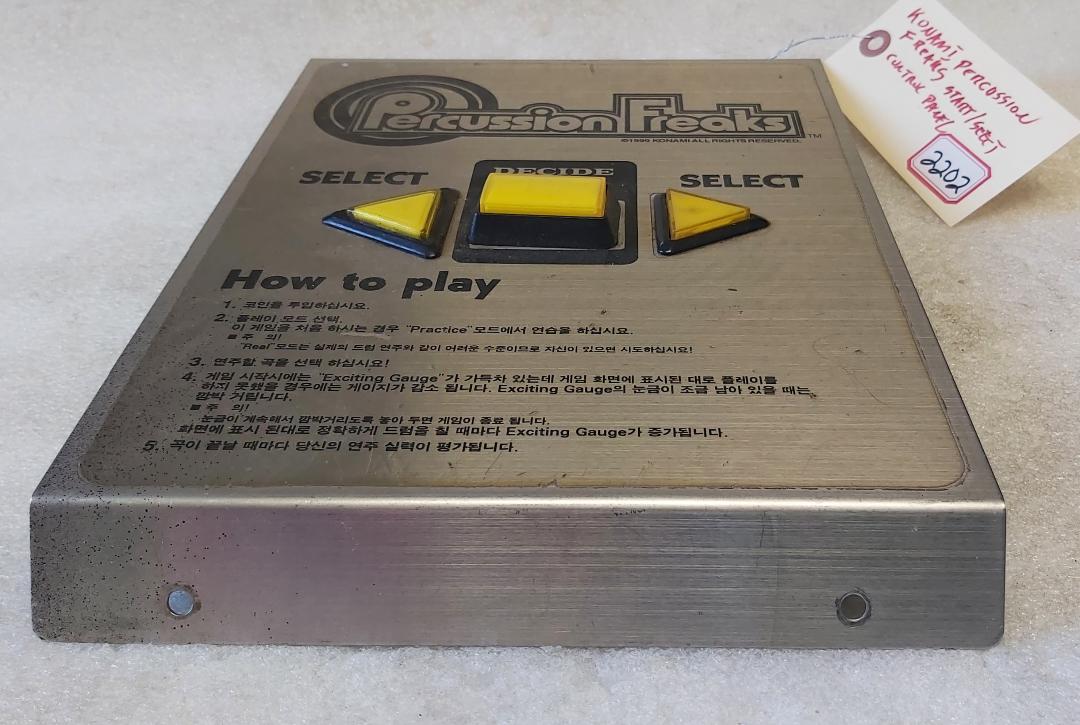 Percussion Freaks TM
©1999 KONAMI ALL RIGHTS RESERVED.
SELECT DECIDE SELECT
How to play
1. 코인을 투입하십시요.
2. 플레이 모드 선택.
이 게임을 처음 하시는 경우 "Practice"모드에서 연습을 하십시요.
■주 의!
"Real"모드는 실제의 드럼 연주와 같이 어려운 수준이므로 자신이 있으면 시도하십시요!
3. 연주할 곡을 선택 하십시요!
4. 게임 시작시에는 "Exciting Gauge"가 가득차 있는데 게임 화면에 표시된 대로 플레이를
하지 못했을 경우에는 게이지가 감소 됩니다. Exciting Gauge의 눈금이 조금 남아 있을 때는
깜박 거립니다.
■주 의!
눈금이 계속해서 깜박거리도록 놓아 두면 게임이 종료 됩니다.
화면에 표시 된대로 정확하게 드럼을 칠 때마다 Exciting Gauge가 증가됩니다.
5. 곡이 끝날 때마다 당신의 연주 실력이 평가됩니다.
KONAMI PERCUSSION
FREAKS START/SELECT
CONTROL PANEL
2202